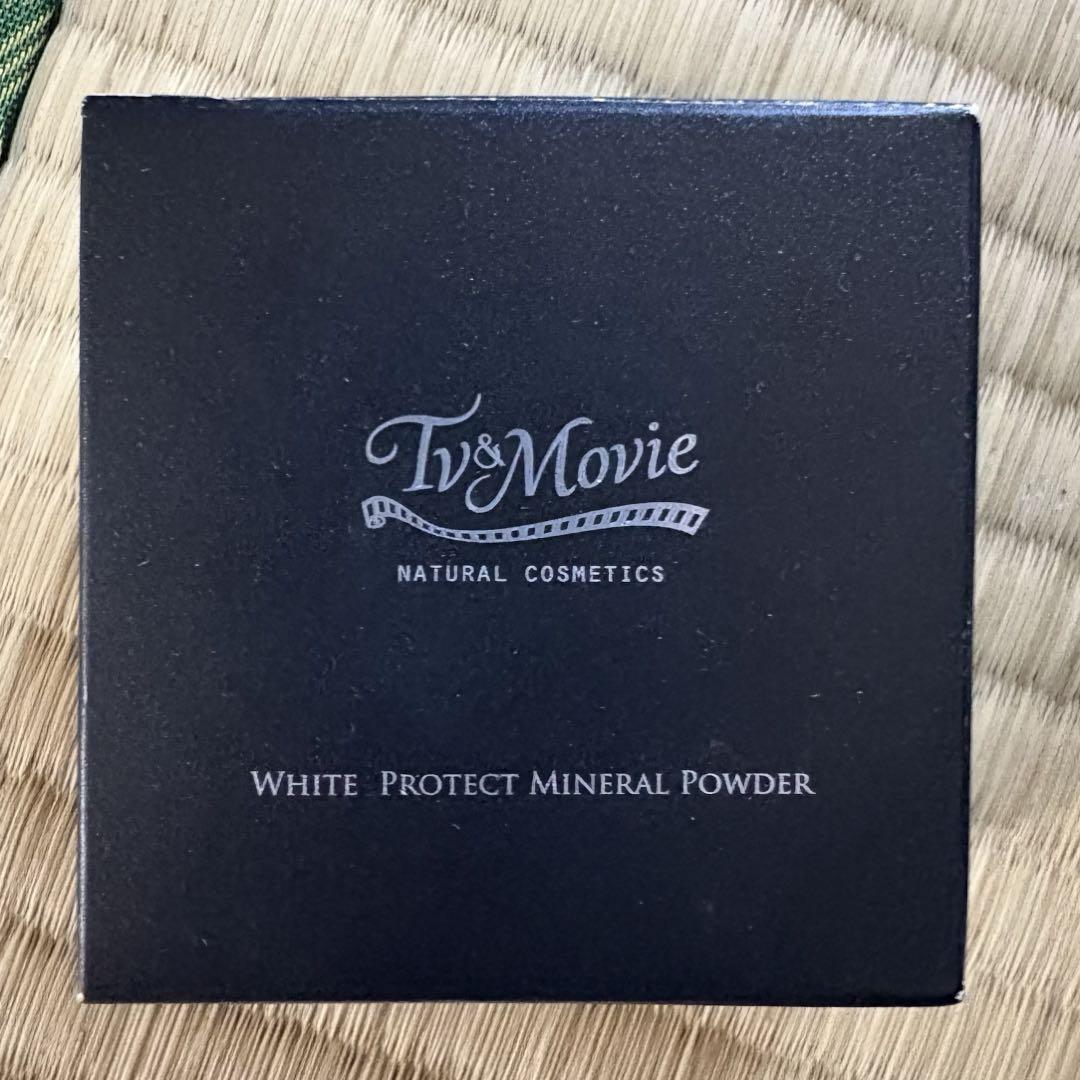 Tv&Movie
NATURAL COSMETICS
WHITE PROTECT MINERAL POWDER